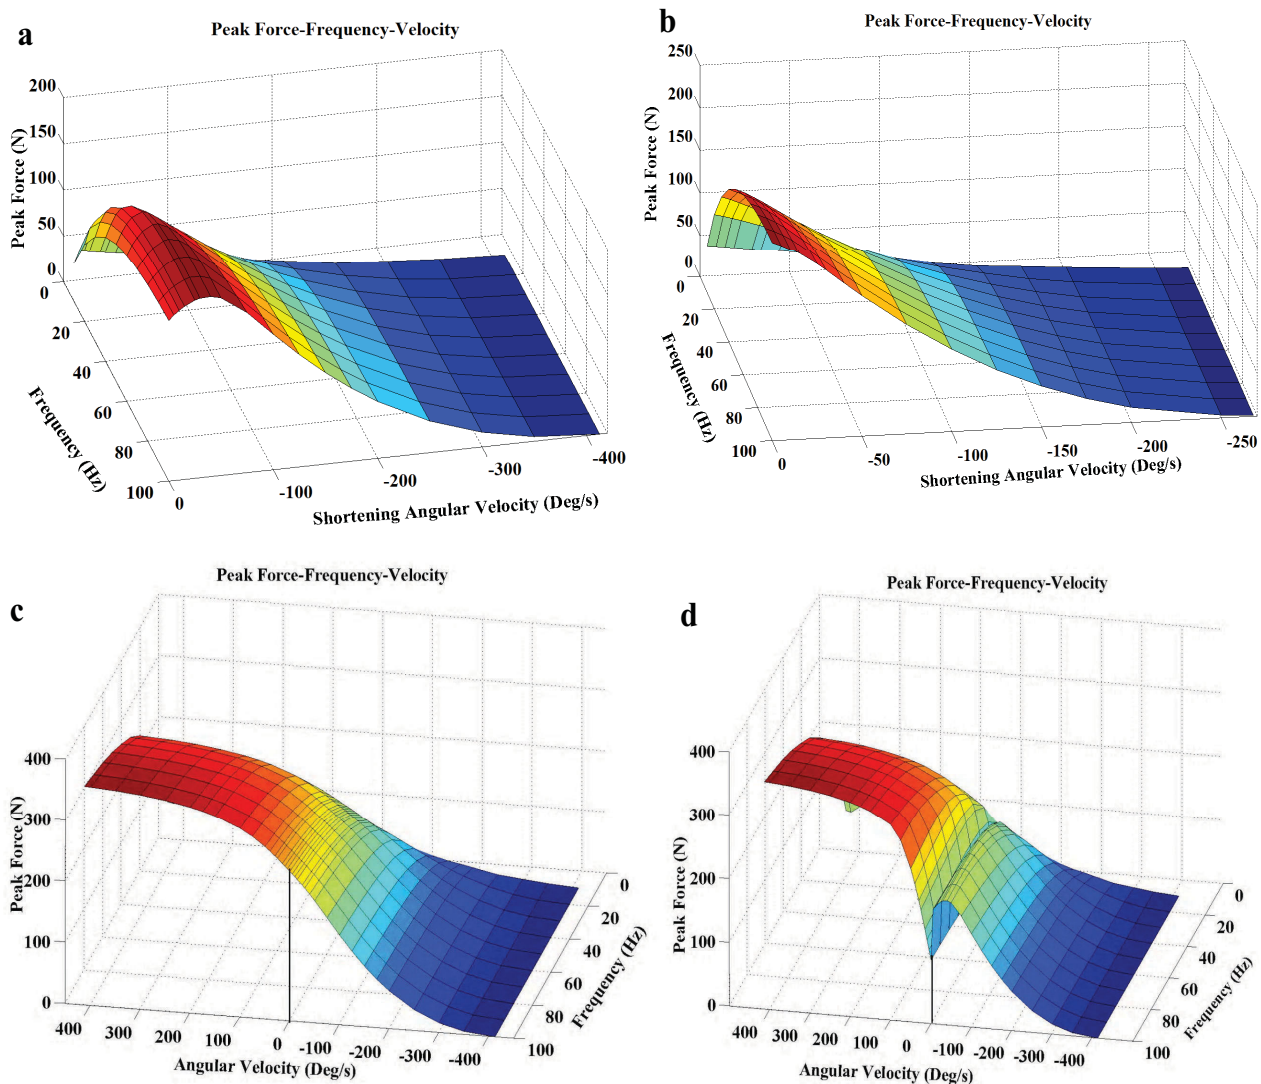 a
Peak Force-Frequency-Velocity
200
150
100
50
0
Peak Force (N)
0
20
40
60
80
100
Frequency (Hz)
0
-100
-200
-300
-400
Shortening Angular Velocity (Deg/s)
b
Peak Force-Frequency-Velocity
250
200
150
100
50
0
Peak Force (N)
0
20
40
60
80
100
Frequency (Hz)
0
-50
-100
-150
-200
-250
Shortening Angular Velocity (Deg/s)
c
Peak Force-Frequency-Velocity
400
300
200
100
0
Peak Force (N)
400 300 200 100 0 -100 -200 -300 -400
Angular Velocity (Deg/s)
0
20
40
60
80
100
Frequency (Hz)
d
Peak Force-Frequency-Velocity
400
300
200
100
0
Peak Force (N)
400 300 200 100 0 -100 -200 -300 -400
Angular Velocity (Deg/s)
0
20
40
60
80
100
Frequency (Hz)